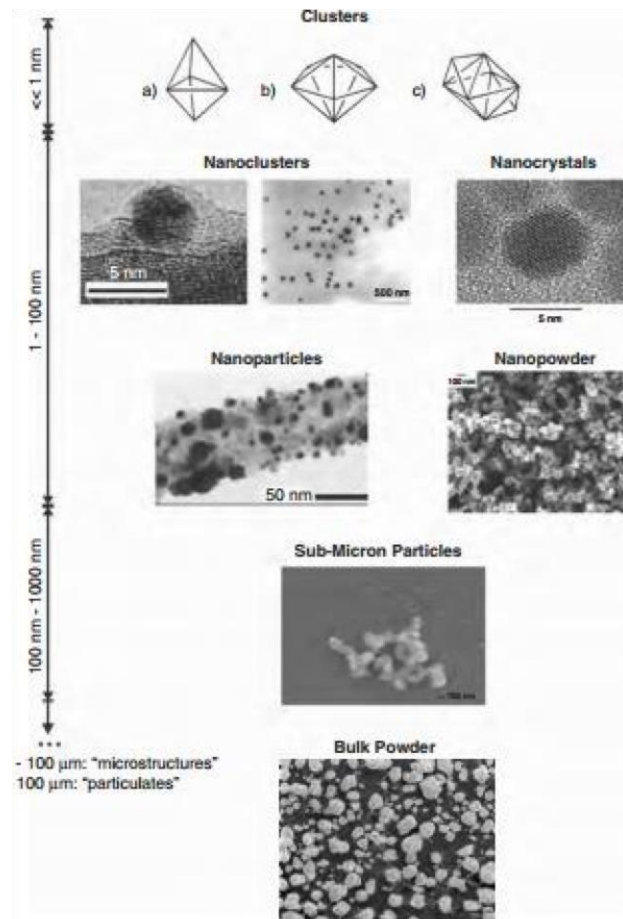 Clusters
<< 1 nm
a)
b)
c)
Nanoclusters
Nanocrystals
5 nm
500 nm
5 nm
1 - 100 nm
Nanoparticles
Nanopowder
100 nm
50 nm
Sub-Micron Particles
100 nm - 1000 nm
Bulk Powder
- 100 μm: “microstructures”
100 μm: “particulates”